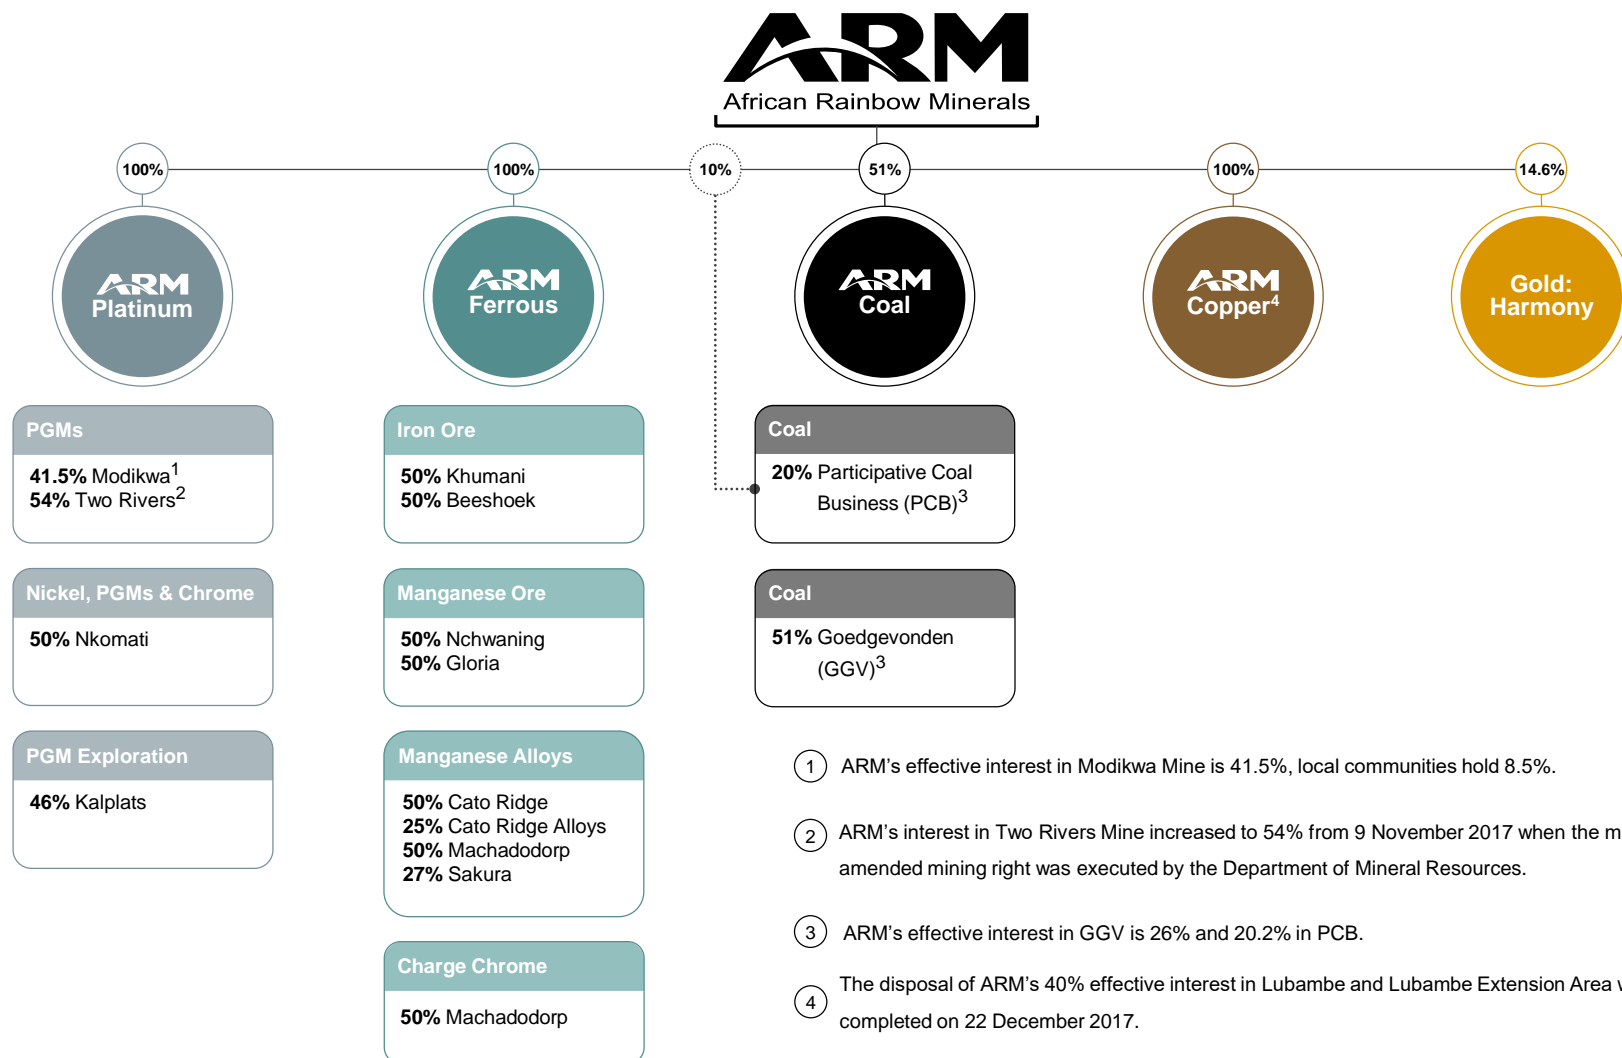 ARM
African Rainbow Minerals
100%
100%
10%
51%
100%
14.6%
ARM
Platinum
ARM
Ferrous
ARM
Coal
ARM
Copper4
Gold:
Harmony
PGMs
41.5% Modikwa1
54% Two Rivers2
Nickel, PGMs & Chrome
50% Nkomati
PGM Exploration
46% Kalplats
Iron Ore
50% Khumani
50% Beeshoek
Manganese Ore
50% Nchwaning
50% Gloria
Manganese Alloys
50% Cato Ridge
25% Cato Ridge Alloys
50% Machadodorp
27% Sakura
Charge Chrome
50% Machadodorp
Coal
20% Participative Coal
Business (PCB)3
Coal
51% Goedgevonden
(GGV)3
1 ARM's effective interest in Modikwa Mine is 41.5%, local communities hold 8.5%.
2 ARM's interest in Two Rivers Mine increased to 54% from 9 November 2017 when the
amended mining right was executed by the Department of Mineral Resources.
3 ARM's effective interest in GGV is 26% and 20.2% in PCB.
4 The disposal of ARM's 40% effective interest in Lubambe and Lubambe Extension Area
completed on 22 December 2017.